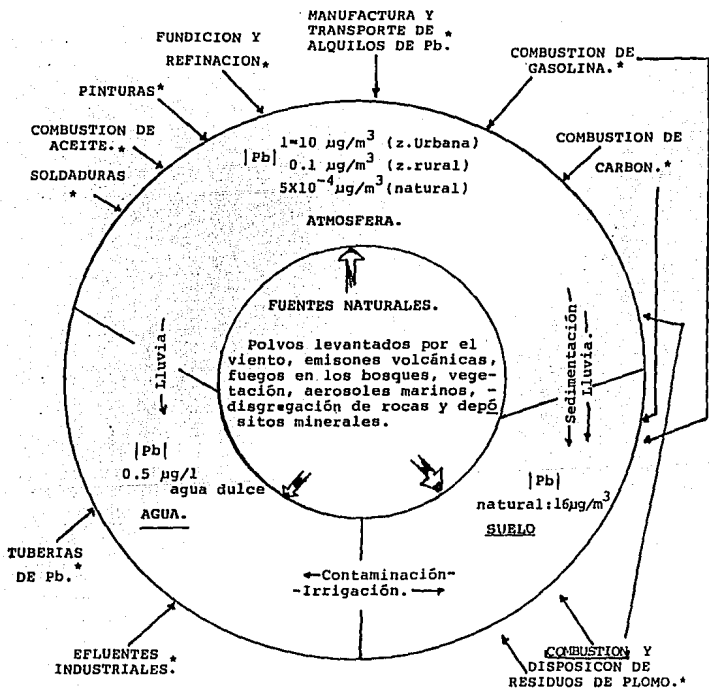 MANUFACTURA Y
TRANSPORTE DE *
ALQUILOS DE Pb.
FUNDICION Y
REFINACION*
COMBUSTION DE
GASOLINA.*
PINTURAS*
COMBUSTION DE
ACEITE.*
COMBUSTION DE
CARBON.*
SOLDADURAS
*
|Pb|
1-10 µg/m³ (z.Urbana)
0.1 µg/m³ (z.rural)
5X10⁻⁴µg/m³(natural)
ATMOSFERA.
FUENTES NATURALES.
Polvos levantados por el
viento, emisones volcánicas,
fuegos en los bosques, vege-
tación, aerosoles marinos, -
disgregación de rocas y depó
sitos minerales.
Lluvia
Sedimentación
Lluvia.
|Pb|
0.5 µg/l
agua dulce
AGUA.
|Pb|
natural:16µg/m³
SUELO
Contaminación-
-Irrigación.
TUBERIAS
DE Pb.*
EFLUENTES
INDUSTRIALES.*
COMBUSTION Y
DISPOSICON DE
RESIDUOS DE PLOMO.*